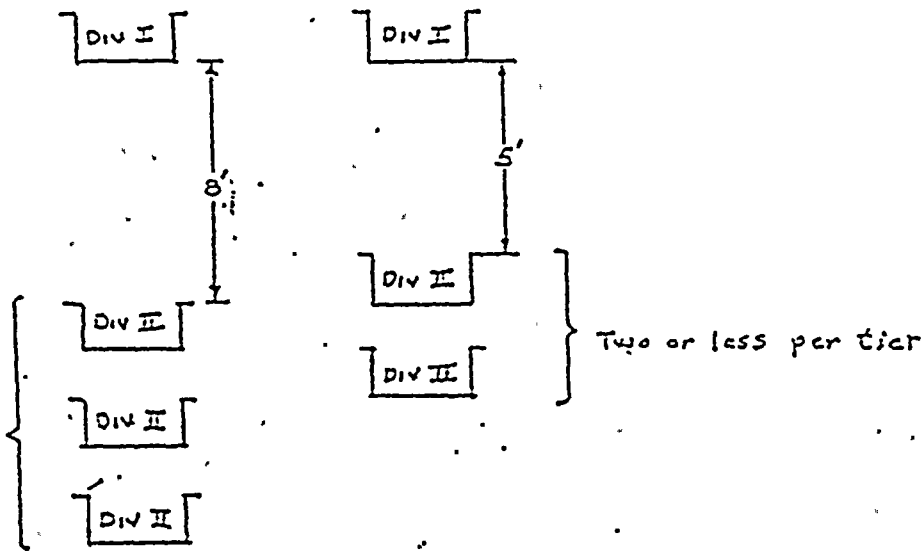 Div I
Div I
8'
5'
Div II
Div II
Two or less per tier
Div II
Div II
Div II